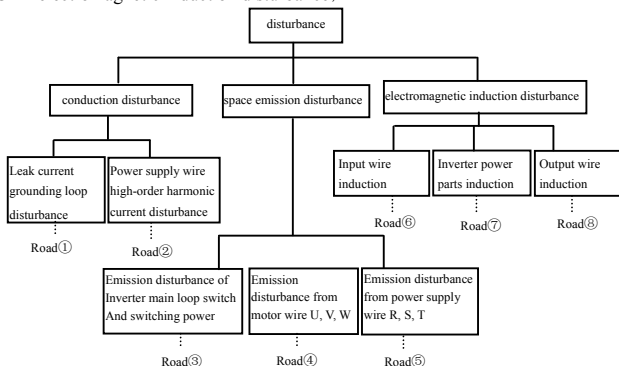 disturbance
conduction disturbance
space emission disturbance
electromagnetic induction disturbance
Leak current
grounding loop
disturbance
Power supply wire
high-order harmonic
current disturbance
Input wire
induction
Inverter power
parts induction
Output wire
induction
Road①
Road②
Road⑥
Road⑦
Road⑧
Emission disturbance of
Inverter main loop switch
And switching power
Emission
disturbance from
motor wire U, V, W
Emission disturbance
from power supply
wire R, S, T
Road③
Road④
Road⑤